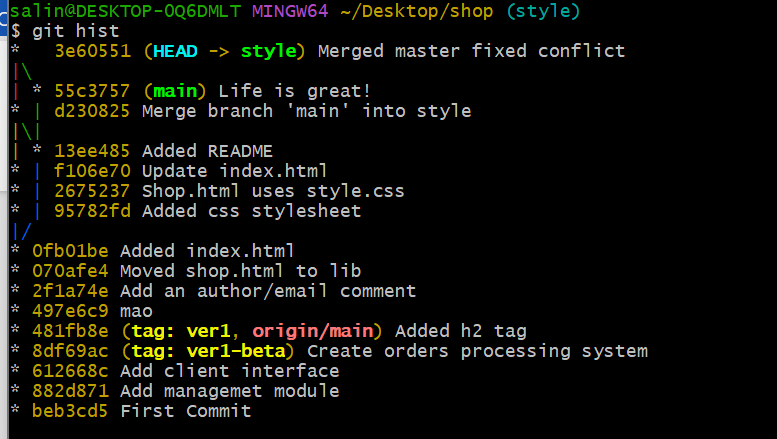 salin@DESKTOP-OQ6DMLT MINGW64 ~/Desktop/shop (style)
$ git hist
*   3e60551 (HEAD -> style) Merged master fixed conflict
|\
| * 55c3757 (main) Life is great!
* | d230825 Merge branch 'main' into style
|\|
| * 13ee485 Added README
* | f106e70 Update index.html
* | 2675237 Shop.html uses style.css
* | 95782fd Added css stylesheet
|/
* 0fb01be Added index.html
* 070afe4 Moved shop.html to lib
* 2f1a74e Add an author/email comment
* 497e6c9 mao
* 481fb8e (tag: ver1, origin/main) Added h2 tag
* 8df69ac (tag: ver1-beta) Create orders processing system
* 612668c Add client interface
* 882d871 Add managemet module
* beb3cd5 First Commit